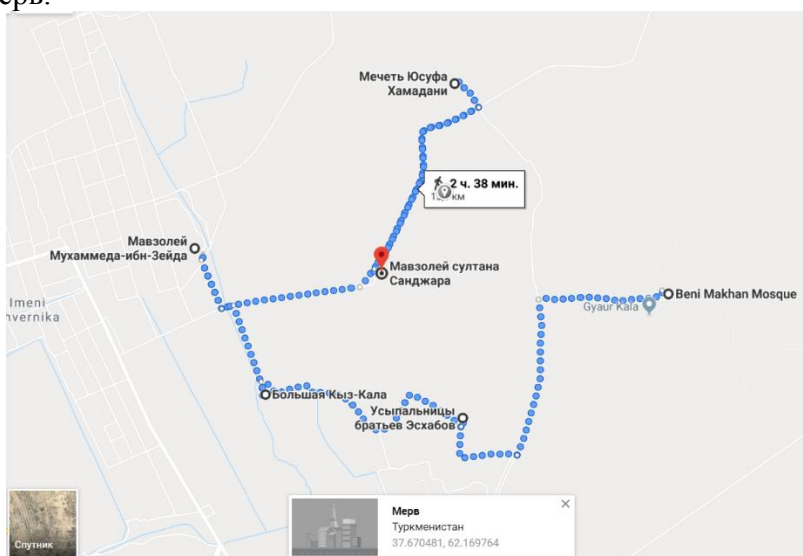 ерв.
Мечеть Юсуфа
Хамадани
2 ч. 38 мин.
км
Мавзолей
Мухаммеда-ибн-Зейда
Мавзолей султана
Санджара
Imeni
nvernika
Beni Makhan Mosque
Gyaur Kala
Большая Кыз-Кала
Усыпальницы
братьев Эсхабов
Мерв
Туркменистан
37.670481, 62.169764
Спутник